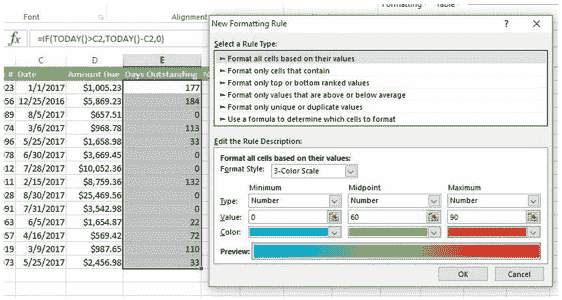 Formatting Table
Font Alignment
fx =IF(TODAY()>C2,TODAY()-C2,0)
C D E
# Date Amount Due Days Outstanding
23 1/1/2017 $1,005.23 177
56 12/25/2016 $5,869.23 184
89 8/5/2017 $657.51 0
74 3/6/2017 $968.78 113
96 5/25/2017 $1,658.98 33
78 6/30/2017 $3,669.45 0
12 7/28/2017 $10,052.36 0
11 2/15/2017 $8,759.36 132
28 8/30/2017 $25,469.56 0
91 7/31/2017 $3,542.98 0
63 6/5/2017 $1,654.87 22
57 4/16/2017 $569.42 72
19 3/9/2017 $987.65 110
73 5/25/2017 $2,456.98 33
New Formatting Rule ? ×
Select a Rule Type:
► Format all cells based on their values
► Format only cells that contain
► Format only top or bottom ranked values
► Format only values that are above or below average
► Format only unique or duplicate values
► Use a formula to determine which cells to format
Edit the Rule Description:
Format all cells based on their values:
Format Style: 3-Color Scale
Minimum Midpoint Maximum
Type: Number Number Number
Value: 0 60 90
Color:
Preview:
OK Cancel